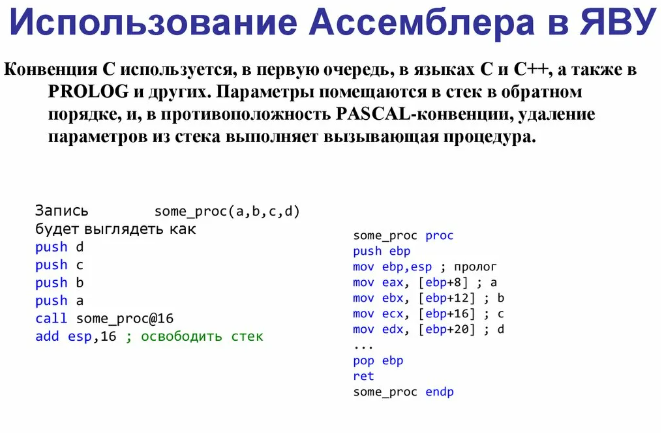 Использование Ассемблера в ЯВУ
Конвенция C используется, в первую очередь, в языках C и C++, а также в
PROLOG и других. Параметры помещаются в стек в обратном
порядке, и, в противоположность PASCAL-конвенции, удаление
параметров из стека выполняет вызывающая процедура.
Запись some_proc(a,b,c,d)
будет выглядеть как
push d
push c
push b
push a
call some_proc@16
add esp,16 ; освободить стек
some_proc proc
push ebp
mov ebp,esp ; пролог
mov eax, [ebp+8] ; a
mov ebx, [ebp+12] ; b
mov ecx, [ebp+16] ; c
mov edx, [ebp+20] ; d
...
pop ebp
ret
some_proc endp